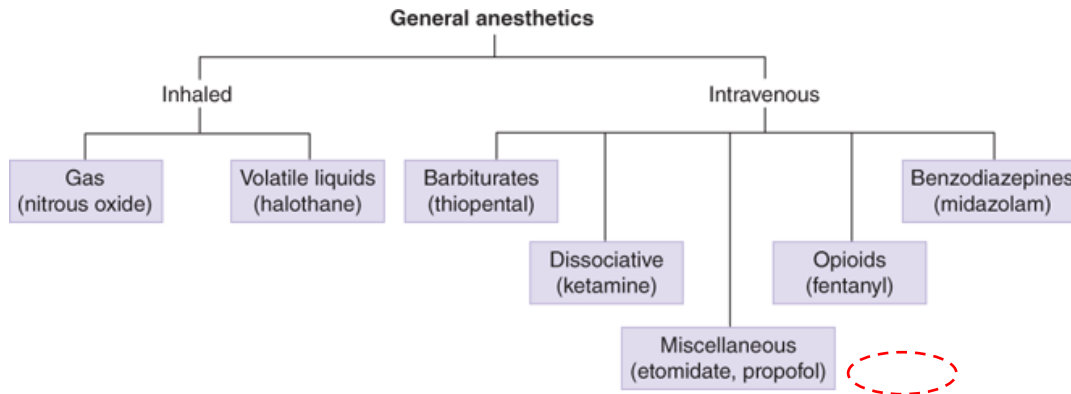 General anesthetics
Inhaled
Intravenous
Gas
(nitrous oxide)
Volatile liquids
(halothane)
Barbiturates
(thiopental)
Benzodiazepines
(midazolam)
Dissociative
(ketamine)
Opioids
(fentanyl)
Miscellaneous
(etomidate, propofol)